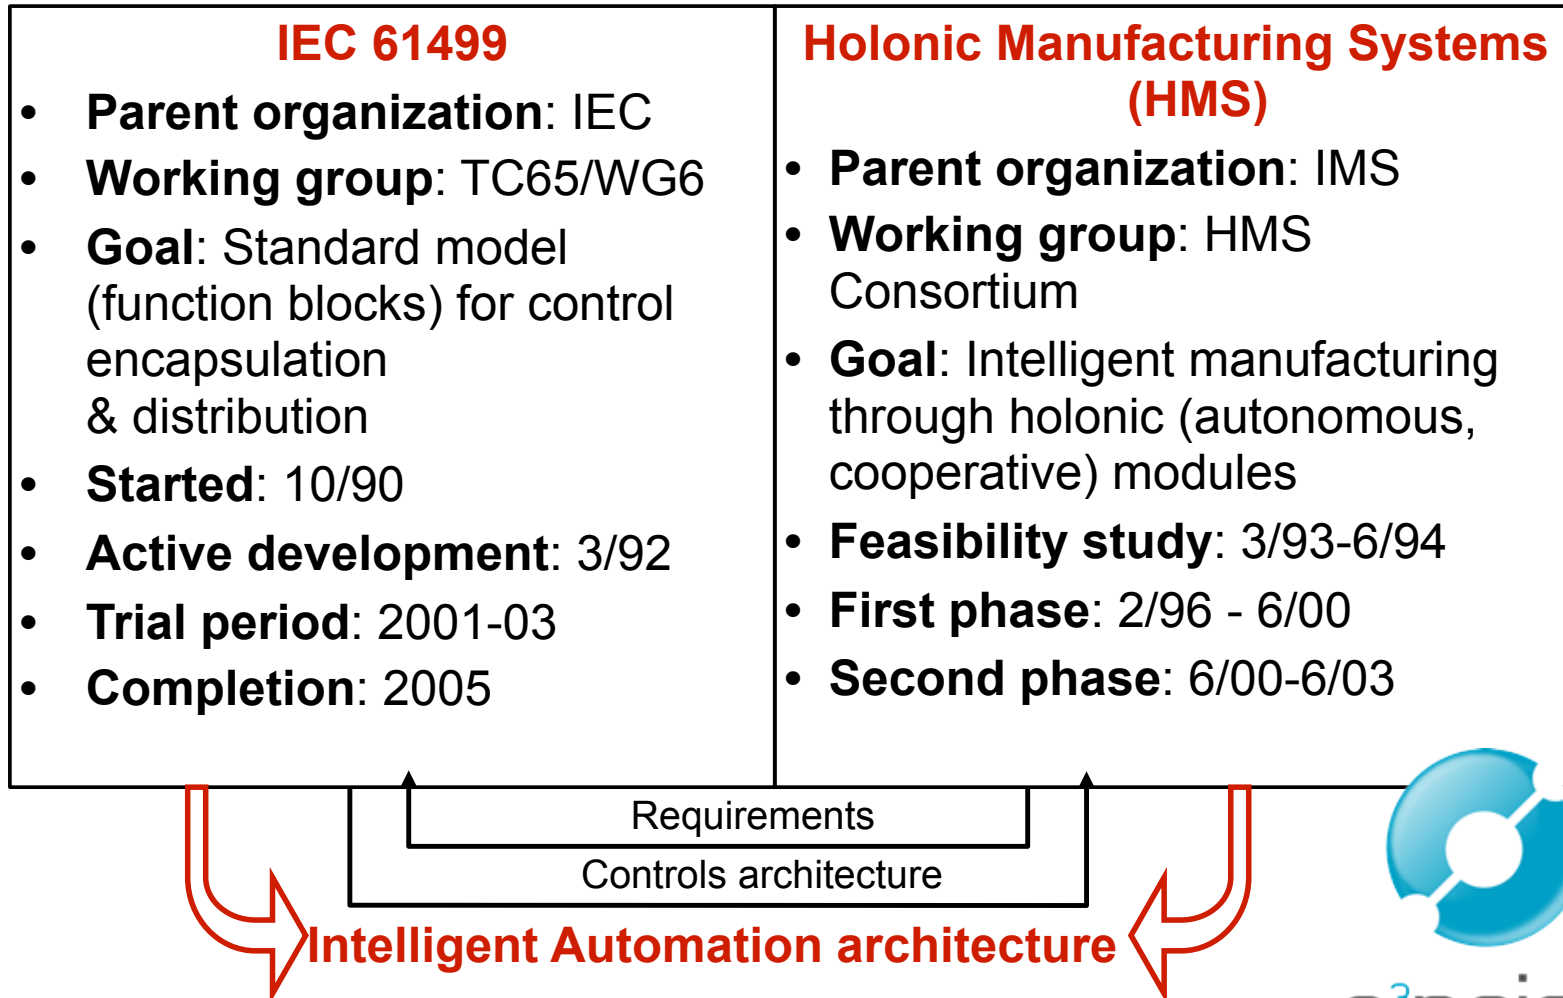 IEC 61499
• Parent organization: IEC
• Working group: TC65/WG6
• Goal: Standard model
(function blocks) for control
encapsulation
& distribution
• Started: 10/90
• Active development: 3/92
• Trial period: 2001-03
• Completion: 2005
Holonic Manufacturing Systems
(HMS)
• Parent organization: IMS
• Working group: HMS
Consortium
• Goal: Intelligent manufacturing
through holonic (autonomous,
cooperative) modules
• Feasibility study: 3/93-6/94
• First phase: 2/96 - 6/00
• Second phase: 6/00-6/03
Requirements
Controls architecture
Intelligent Automation architecture